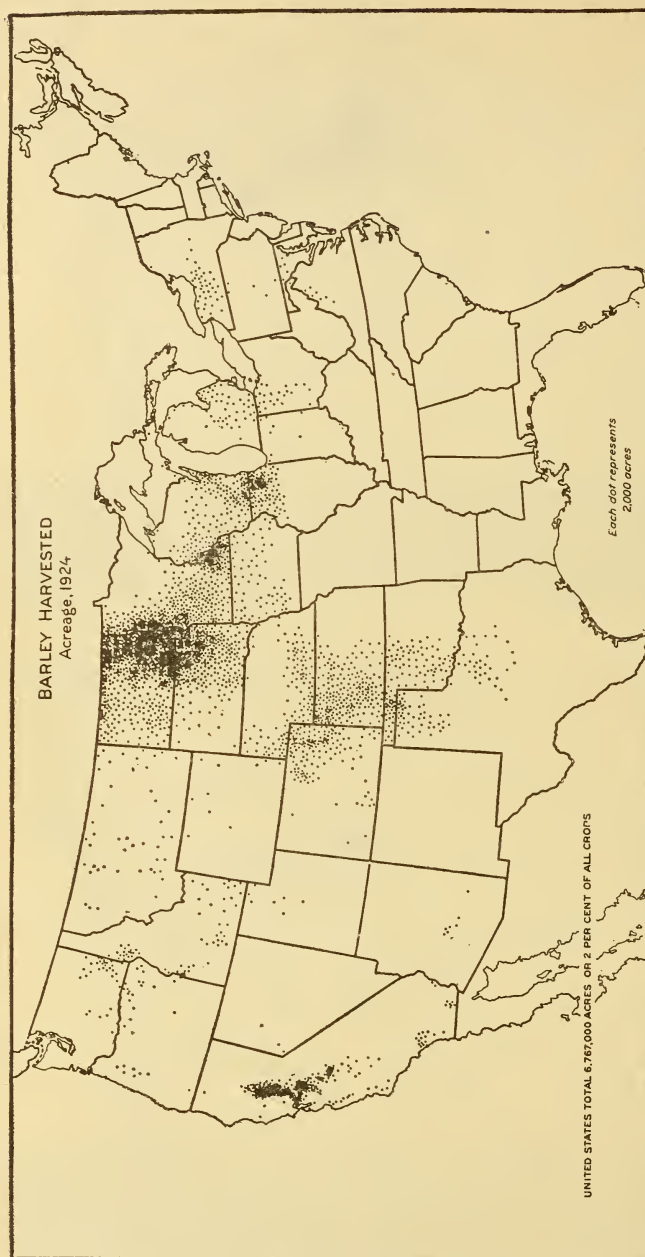 BARLEY HARVESTED
Acreage, 1924
Each dot represents
2,000 acres
UNITED STATES TOTAL 6,767,000 ACRES OR 2 PER CENT OF ALL CROPS